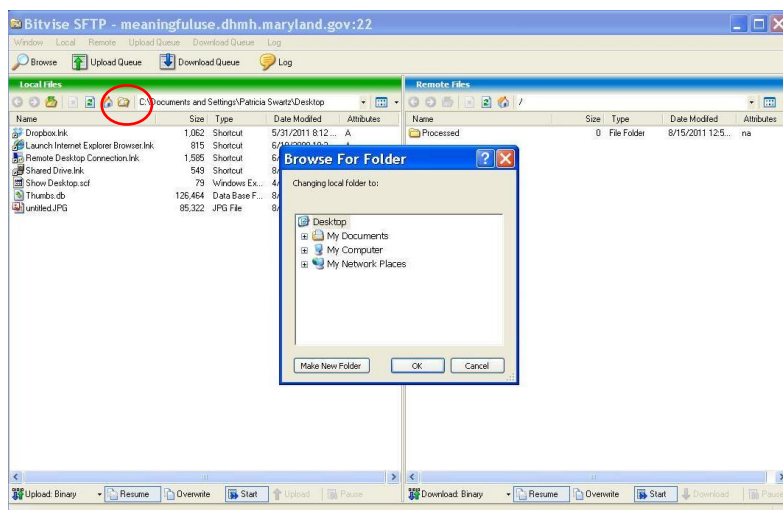 Bitvise SFTP - meaningfuluse.dhmh.maryland.gov:22
Window Local Remote Upload Queue Download Queue Log
Browse Upload Queue Download Queue Log
Local Files
C:\Documents and Settings\Patricia Swartz\Desktop
Name Size Type Date Modified Attributes
Dropbox.lnk 1,062 Shortcut 5/31/2011 8:12 ... A
Launch Internet Explorer Browser.lnk 815 Shortcut
Remote Desktop Connection.lnk 1,585 Shortcut 6/
Shared Drive.lnk 549 Shortcut 8/
Show Desktop.scf 79 Windows Ex... 4/
Thumbs.db 126,464 Data Base F... 8/
untitled.JPG 85,322 JPG File 8/
Remote Files
/
Name Size Type Date Modified Attributes
Processed 0 File Folder 8/15/2011 12:5... na
Browse For Folder
Changing local folder to:
Desktop
My Documents
My Computer
My Network Places
Make New Folder OK Cancel
Upload: Binary Resume Overwrite Start Upload Pause
Download: Binary Resume Overwrite Start Download Pause